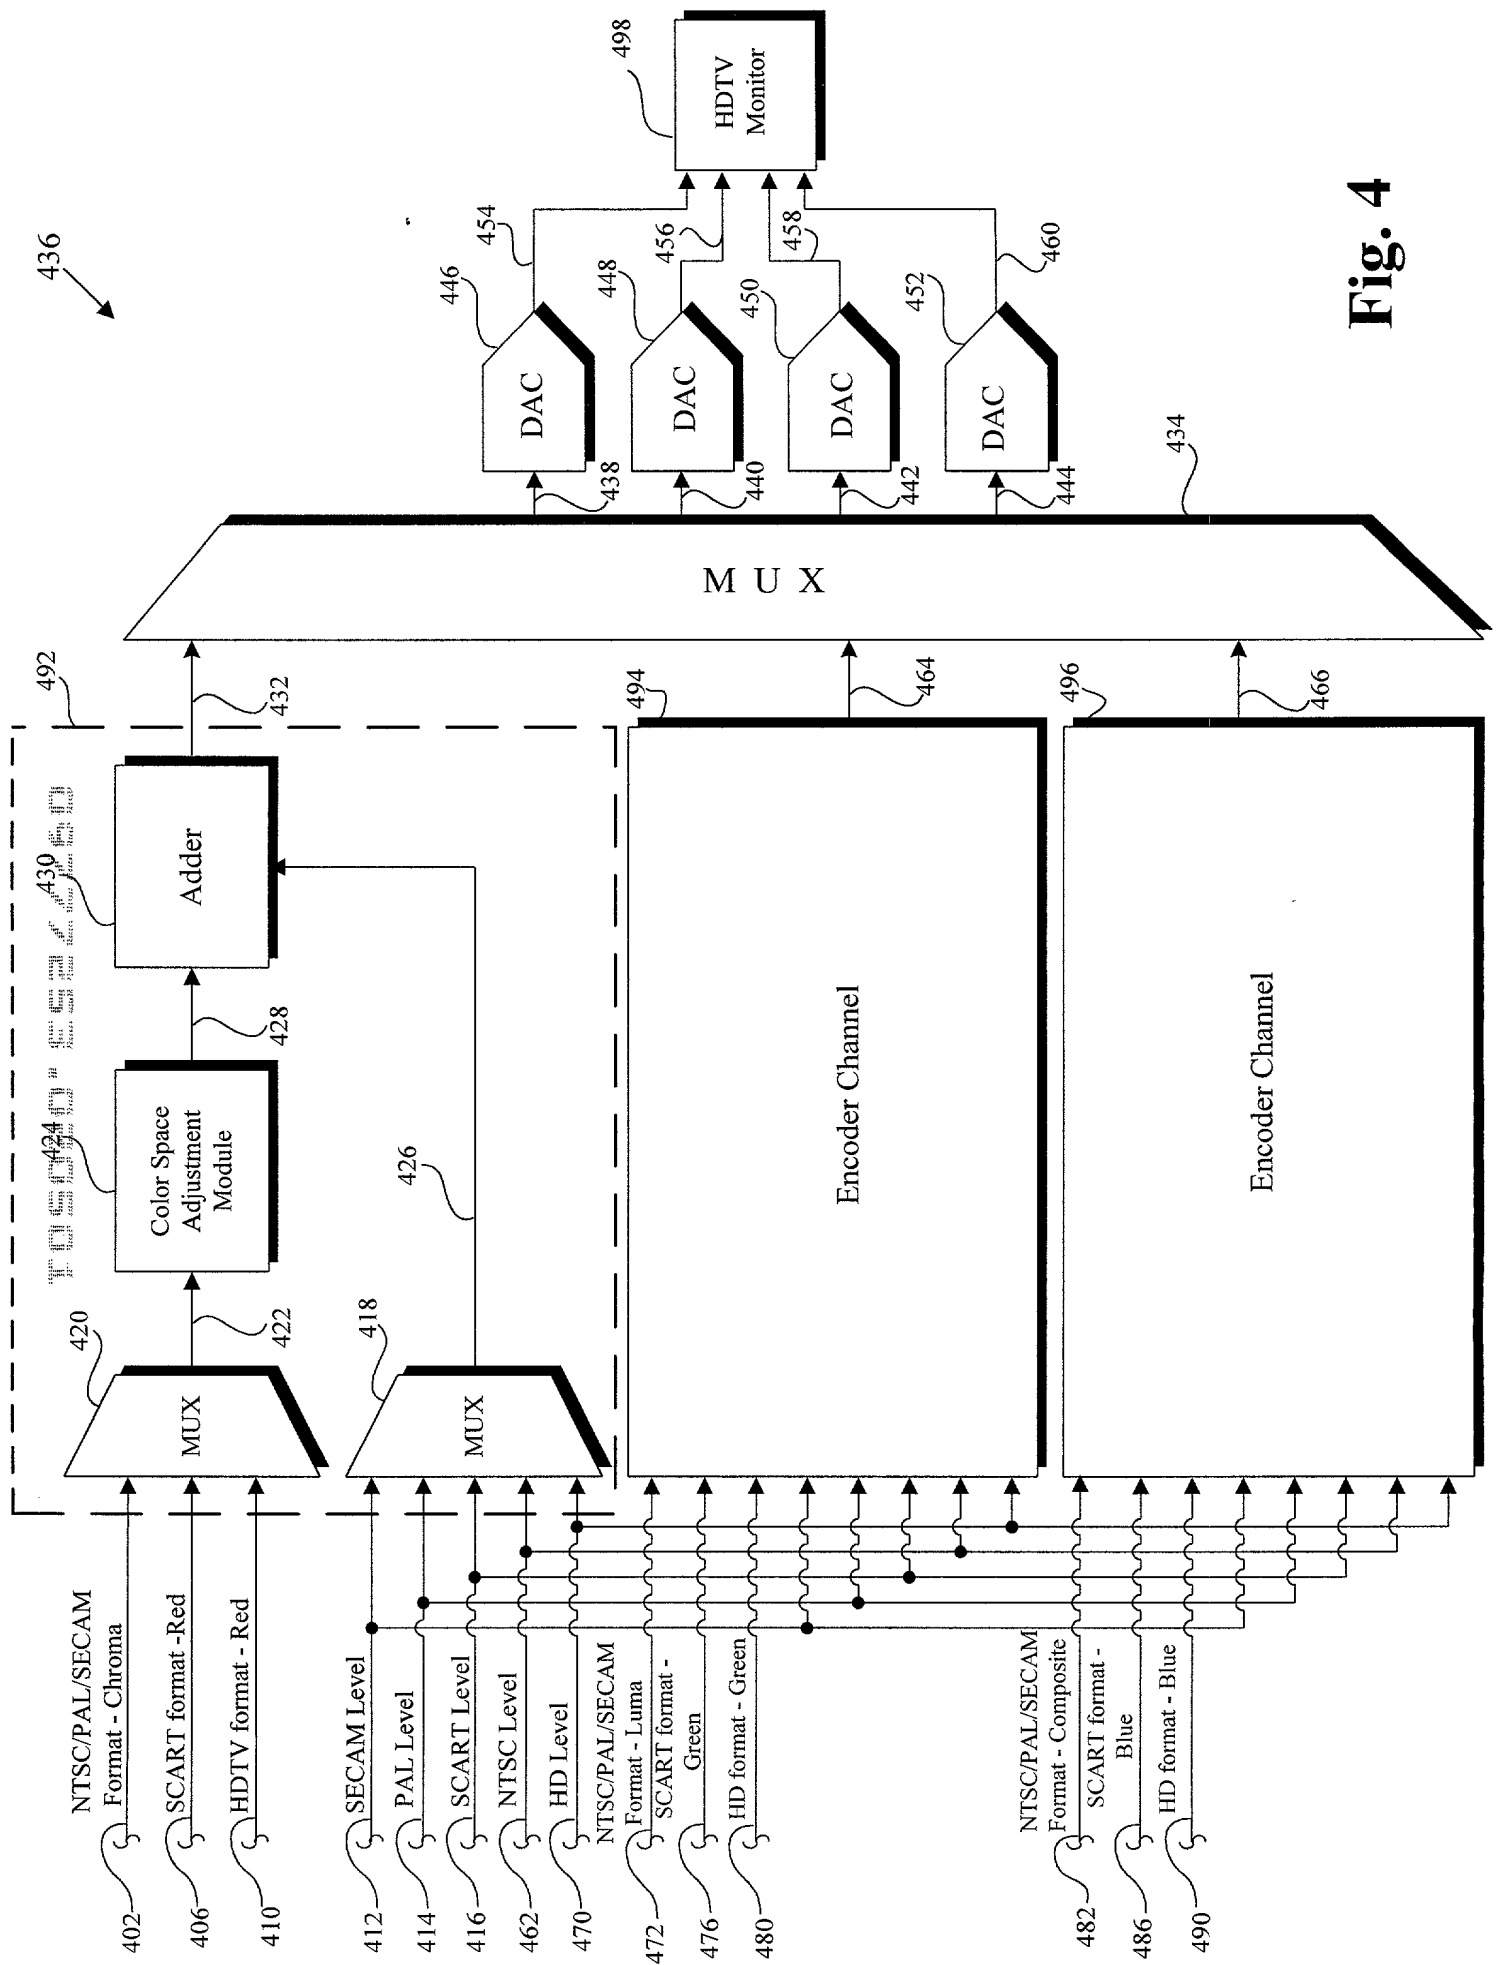 436
492
420
424
430
432
NTSC/PAL/SECAM
Format - Chroma
402
SCART format -Red
406
HDTV format - Red
410
MUX
422
Color Space
Adjustment
Module
428
Adder
418
MUX
426
SECAM Level
412
PAL Level
414
SCART Level
416
NTSC Level
462
HD Level
470
NTSC/PAL/SECAM
Format - Luma
472
SCART format -
Green
476
HD format - Green
480
Encoder Channel
494
464
NTSC/PAL/SECAM
Format - Composite
482
SCART format -
Blue
486
HD format - Blue
490
Encoder Channel
496
466
M U X
434
438
DAC
446
454
440
DAC
448
456
442
DAC
450
458
444
DAC
452
460
HDTV
Monitor
498
Fig. 4